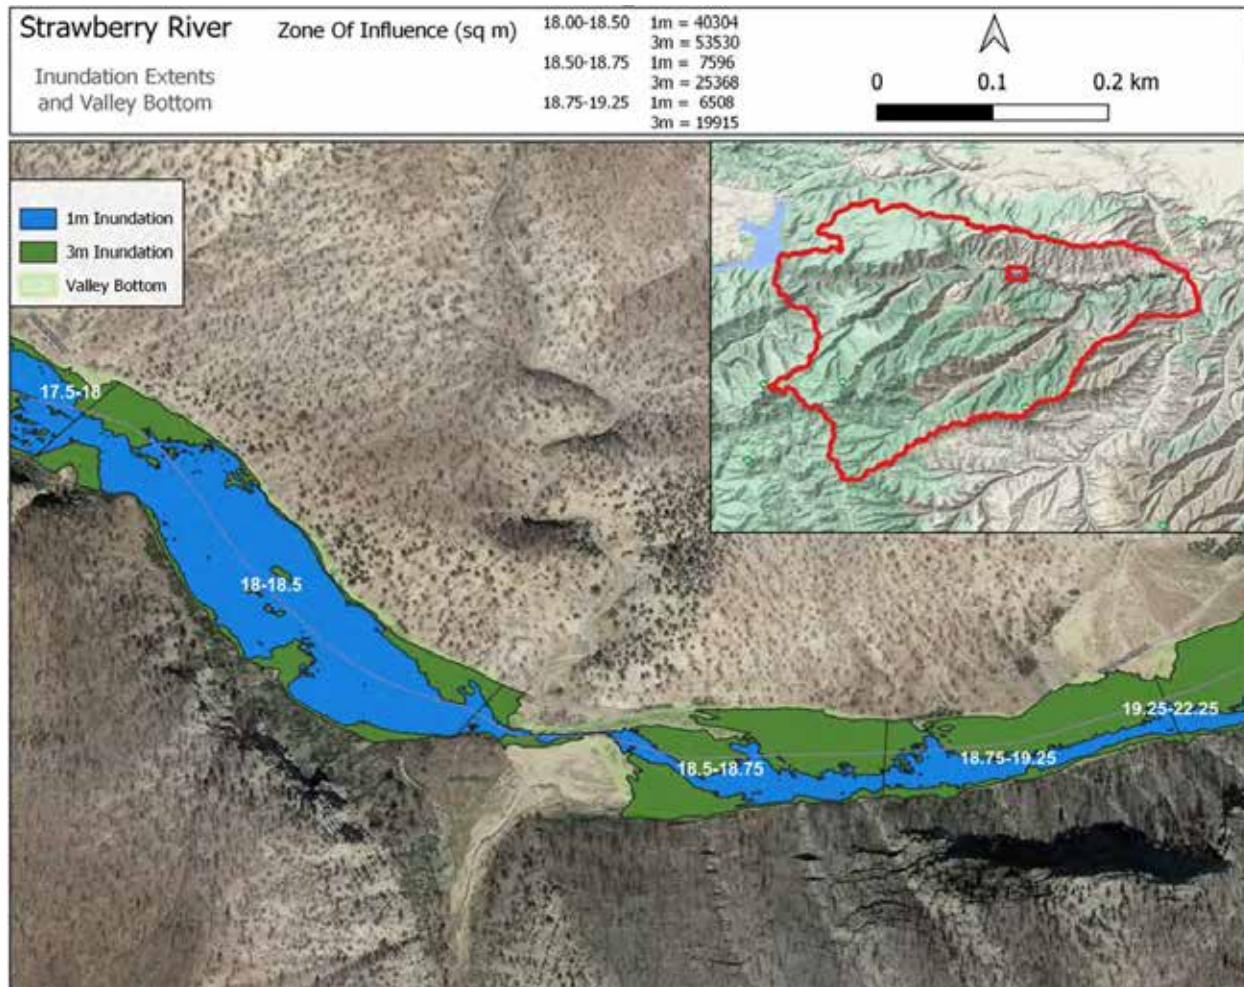 Strawberry River
Inundation Extents
and Valley Bottom
Zone Of Influence (sq m)
18.00-18.50 1m = 40304
3m = 53530
18.50-18.75 1m = 7596
3m = 25368
18.75-19.25 1m = 6508
3m = 19915
0 0.1 0.2 km
1m Inundation
3m Inundation
Valley Bottom
17.5-18
18-18.5
18.5-18.75
18.75-19.25
19.25-22.25